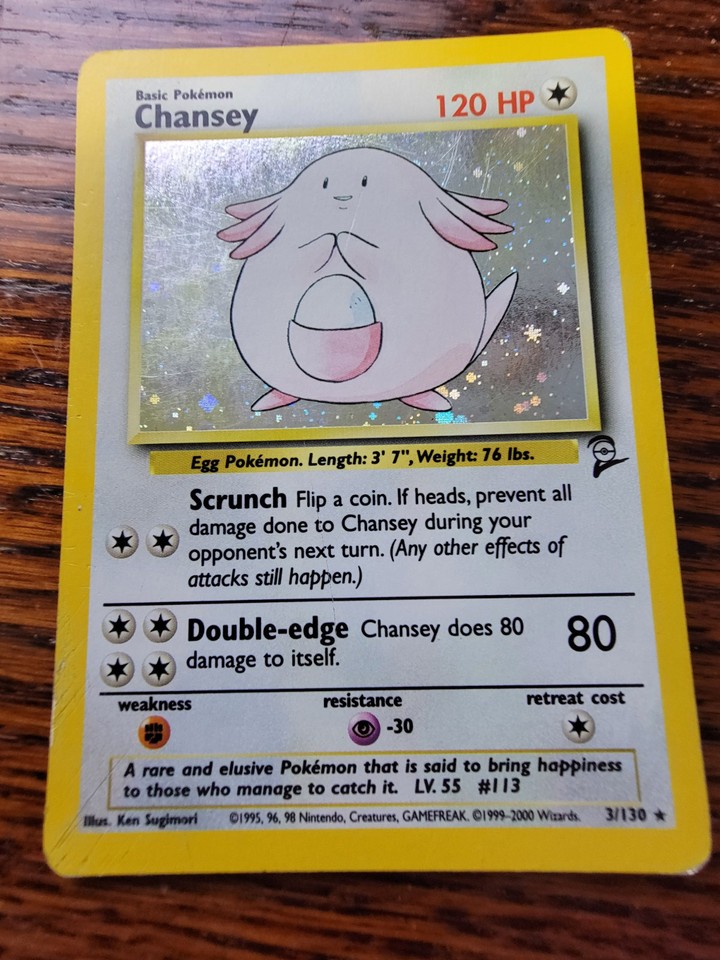 Basic Pokémon
Chansey
120 HP
Egg Pokémon. Length: 3' 7", Weight: 76 lbs.
Scrunch Flip a coin. If heads, prevent all
damage done to Chansey during your
opponent's next turn. (Any other effects of
attacks still happen.)
Double-edge Chansey does 80
damage to itself.
80
weakness
resistance
retreat cost
-30
A rare and elusive Pokémon that is said to bring happiness
to those who manage to catch it. LV. 55 #113
Illus. Ken Sugimori ©1995, 96, 98 Nintendo, Creatures, GAMEFREAK. ©1999-2000 Wizards. 3/130 ★